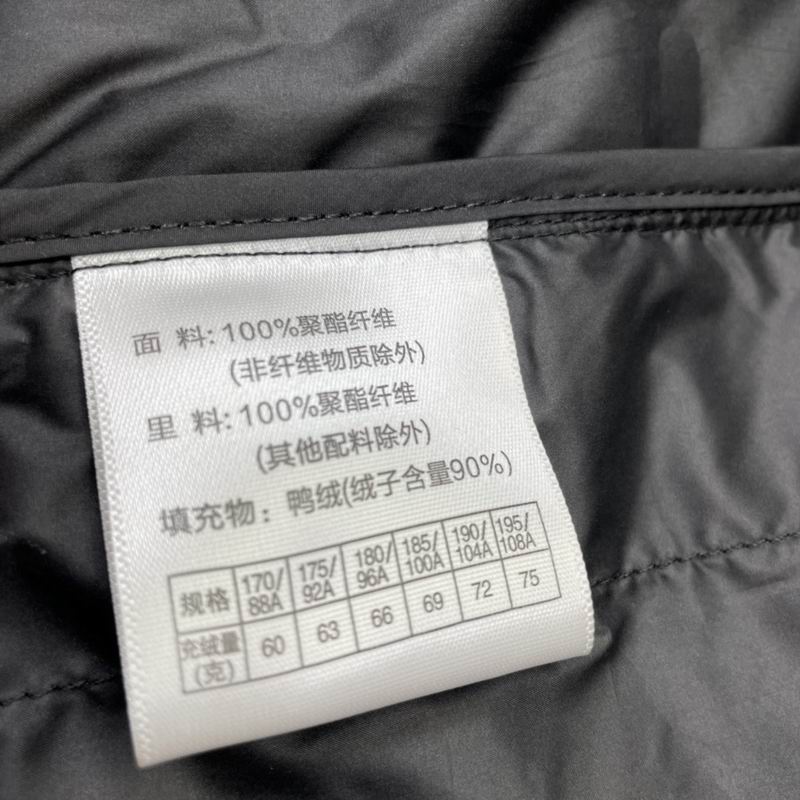 面 料: 100%聚酯纤维
(非纤维物质除外)
里 料: 100%聚酯纤维
(其他配料除外)
填充物: 鸭绒(绒子含量90%)
规格 170/88A 175/92A 180/96A 185/100A 190/104A 195/108A
充绒量(克) 60 63 66 69 72 75